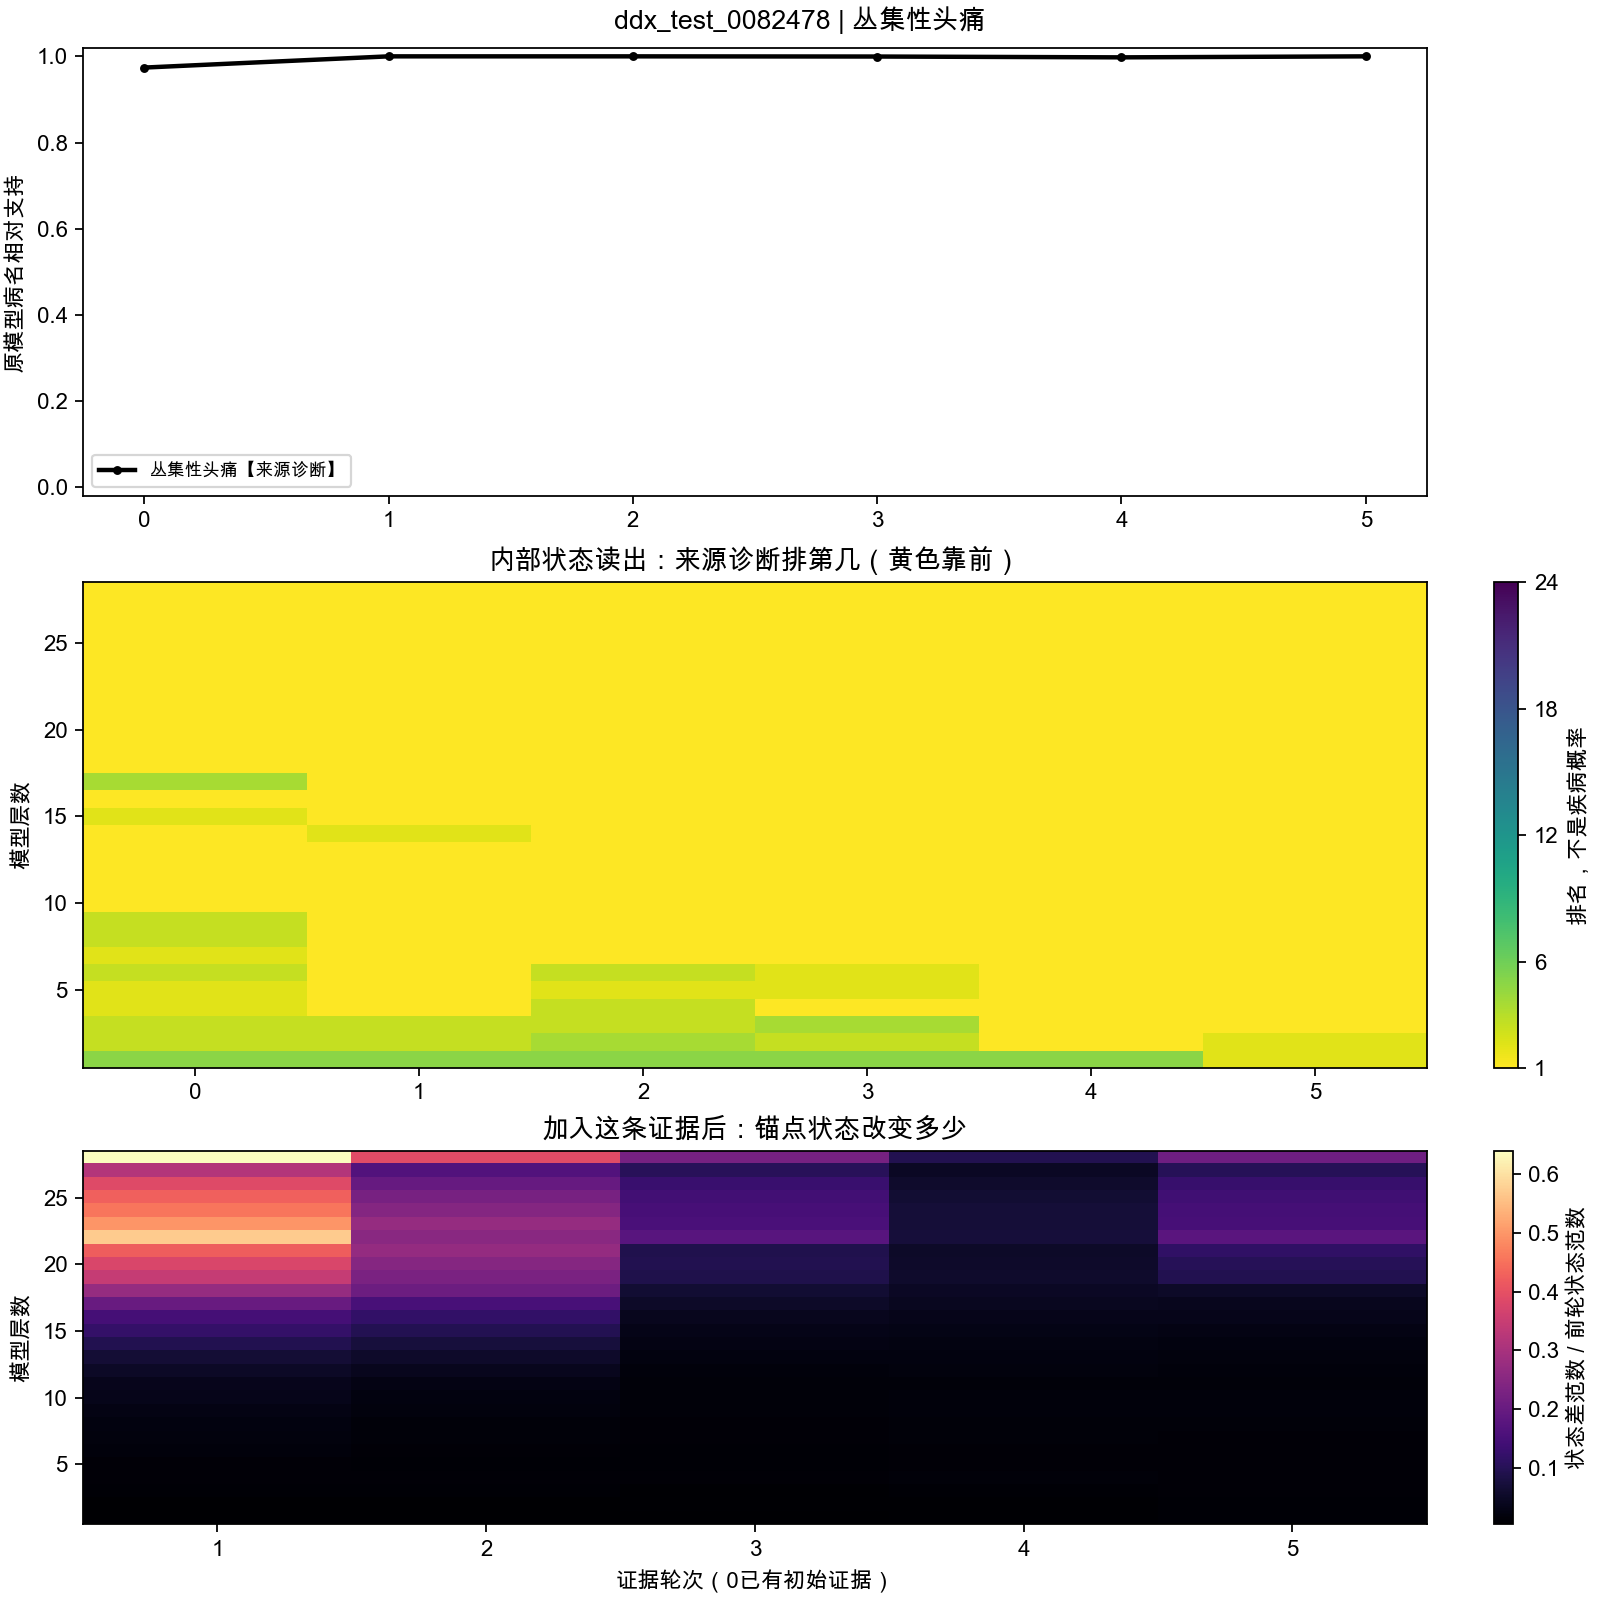 ddx_test_0082478 | 丛集性头痛
原模型病名相对支持
1.0
0.8
0.6
0.4
0.2
0.0
丛集性头痛【来源诊断】
0 1 2 3 4 5
内部状态读出：来源诊断排第几（黄色靠前）
模型层数
25
20
15
10
5
0 1 2 3 4 5
24
18
12
6
1
排名，不是疾病概率
加入这条证据后：锚点状态改变多少
模型层数
25
20
15
10
5
1 2 3 4 5
证据轮次（0已有初始证据）
0.6
0.5
0.4
0.3
0.2
0.1
状态差范数 / 前轮状态范数